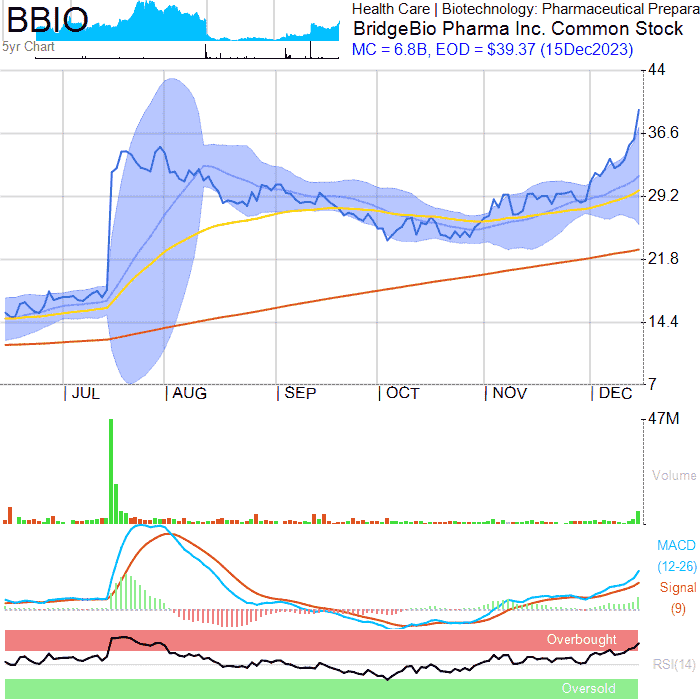 BBIO
5yr Chart
Health Care | Biotechnology: Pharmaceutical Prepara
BridgeBio Pharma Inc. Common Stock
MC = 6.8B, EOD = $39.37 (15Dec2023)
44
36.6
29.2
21.8
14.4
7
JUL AUG SEP OCT NOV DEC
47M
Volume
MACD
(12-26)
Signal
(9)
Overbought
RSI(14)
Oversold